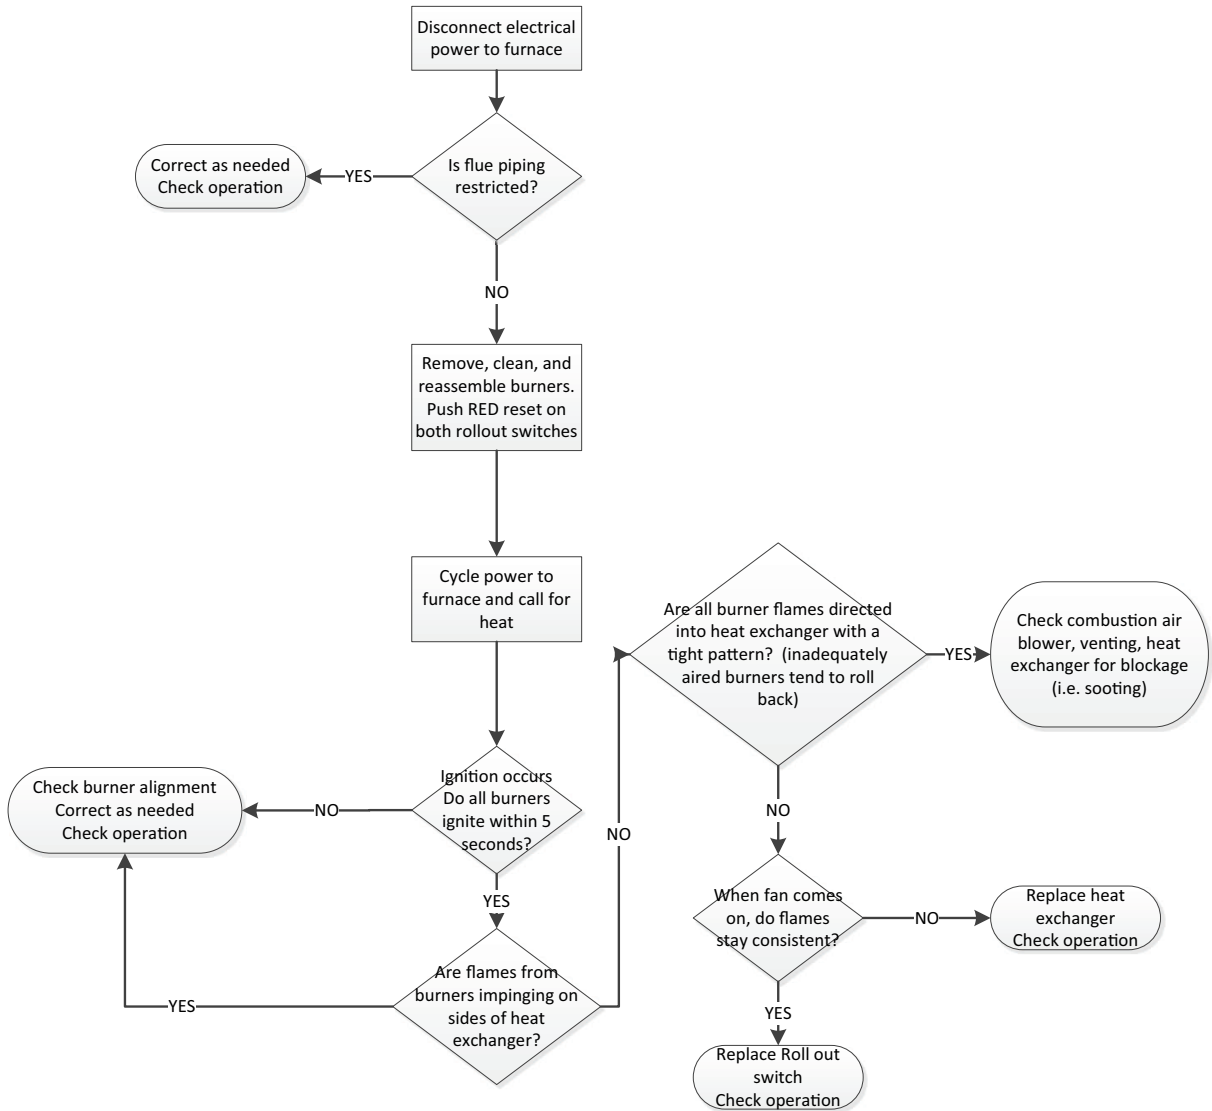 Disconnect electrical
power to furnace
Is flue piping
restricted?
YES
Correct as needed
Check operation
NO
Remove, clean, and
reassemble burners.
Push RED reset on
both rollout switches
Cycle power to
furnace and call for
heat
Ignition occurs
Do all burners
ignite within 5
seconds?
NO
Check burner alignment
Correct as needed
Check operation
YES
Are flames from
burners impinging on
sides of heat
exchanger?
YES
NO
Are all burner flames directed
into heat exchanger with a
tight pattern?  (inadequately
aired burners tend to roll
back)
YES
Check combustion air
blower, venting, heat
exchanger for blockage
(i.e. sooting)
NO
When fan comes
on, do flames
stay consistent?
NO
Replace heat
exchanger
Check operation
YES
Replace Roll out
switch
Check operation